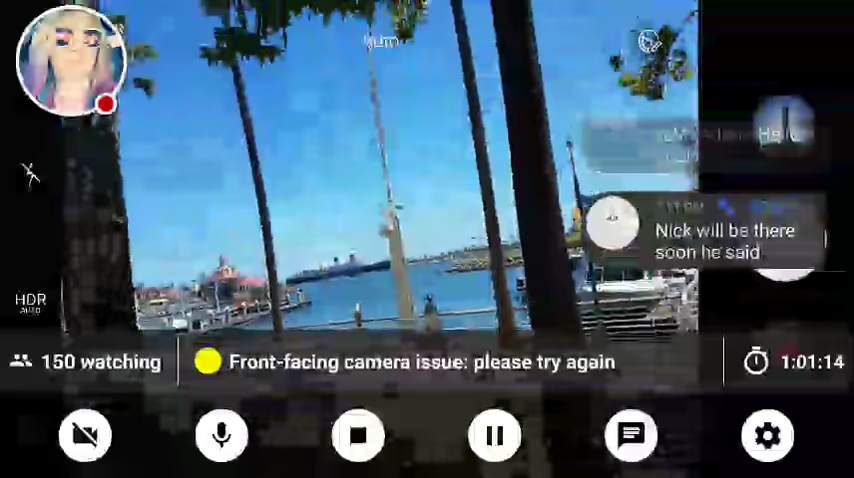 Nick will be there
soon he said
HDR
AUTO
150 watching
Front-facing camera issue: please try again
1:01:14